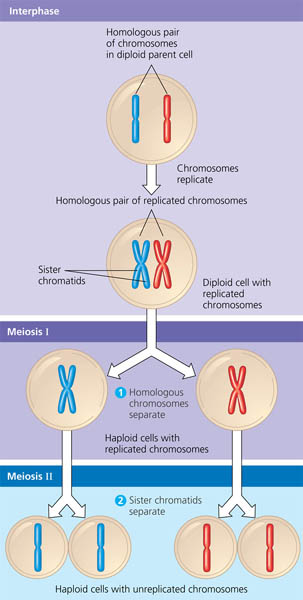 Interphase
Homologous pair
of chromosomes
in diploid parent cell
Chromosomes
replicate
Homologous pair of replicated chromosomes
Sister
chromatids
Diploid cell with
replicated
chromosomes
Meiosis I
1 Homologous
chromosomes
separate
Haploid cells with
replicated chromosomes
Meiosis II
2 Sister chromatids
separate
Haploid cells with unreplicated chromosomes